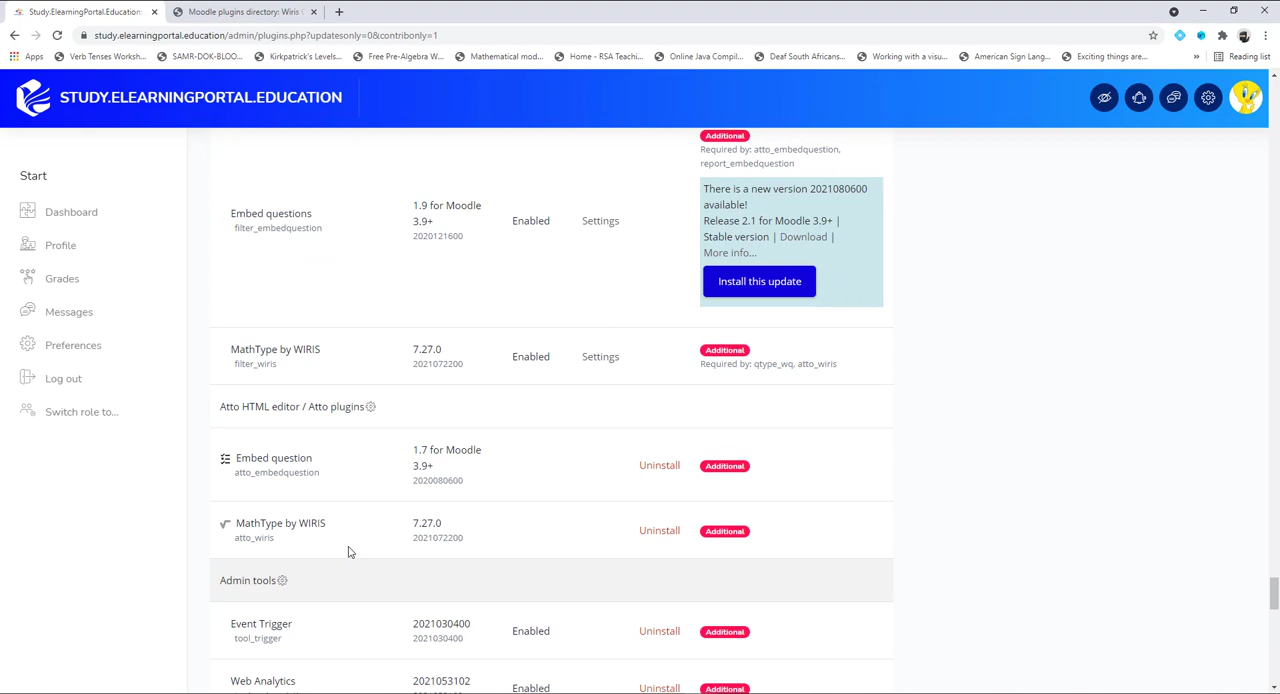 Study.ElearningPortal.Education:
Moodle plugins directory: Wiris Q
study.elearningportal.education/admin/plugins.php?updatesonly=0&contribonly=1
Apps
Verb Tenses Worksh...
SAMR-DOK-BLOO...
Kirkpatrick's Levels...
Free Pre-Algebra W...
Mathematical mod...
Home - RSA Teachi...
Online Java Compil...
Deaf South Africans...
Working with a visu...
American Sign Lang...
Exciting things are...
»
Reading list
STUDY.ELEARNINGPORTAL.EDUCATION
Start
Dashboard
Profile
Grades
Messages
Preferences
Log out
Switch role to...
Additional
Required by: atto_embedquestion,
report_embedquestion
Embed questions
filter_embedquestion
1.9 for Moodle
3.9+
2020121600
Enabled
Settings
There is a new version 2021080600
available!
Release 2.1 for Moodle 3.9+ |
Stable version | Download |
More info...
Install this update
MathType by WIRIS
filter_wiris
7.27.0
2021072200
Enabled
Settings
Additional
Required by: qtype_wq, atto_wiris
Atto HTML editor / Atto plugins
Embed question
atto_embedquestion
1.7 for Moodle
3.9+
2020080600
Uninstall
Additional
MathType by WIRIS
atto_wiris
7.27.0
2021072200
Uninstall
Additional
Admin tools
Event Trigger
tool_trigger
2021030400
2021030400
Enabled
Uninstall
Additional
Web Analytics
2021053102
Enabled
Uninstall
Additional